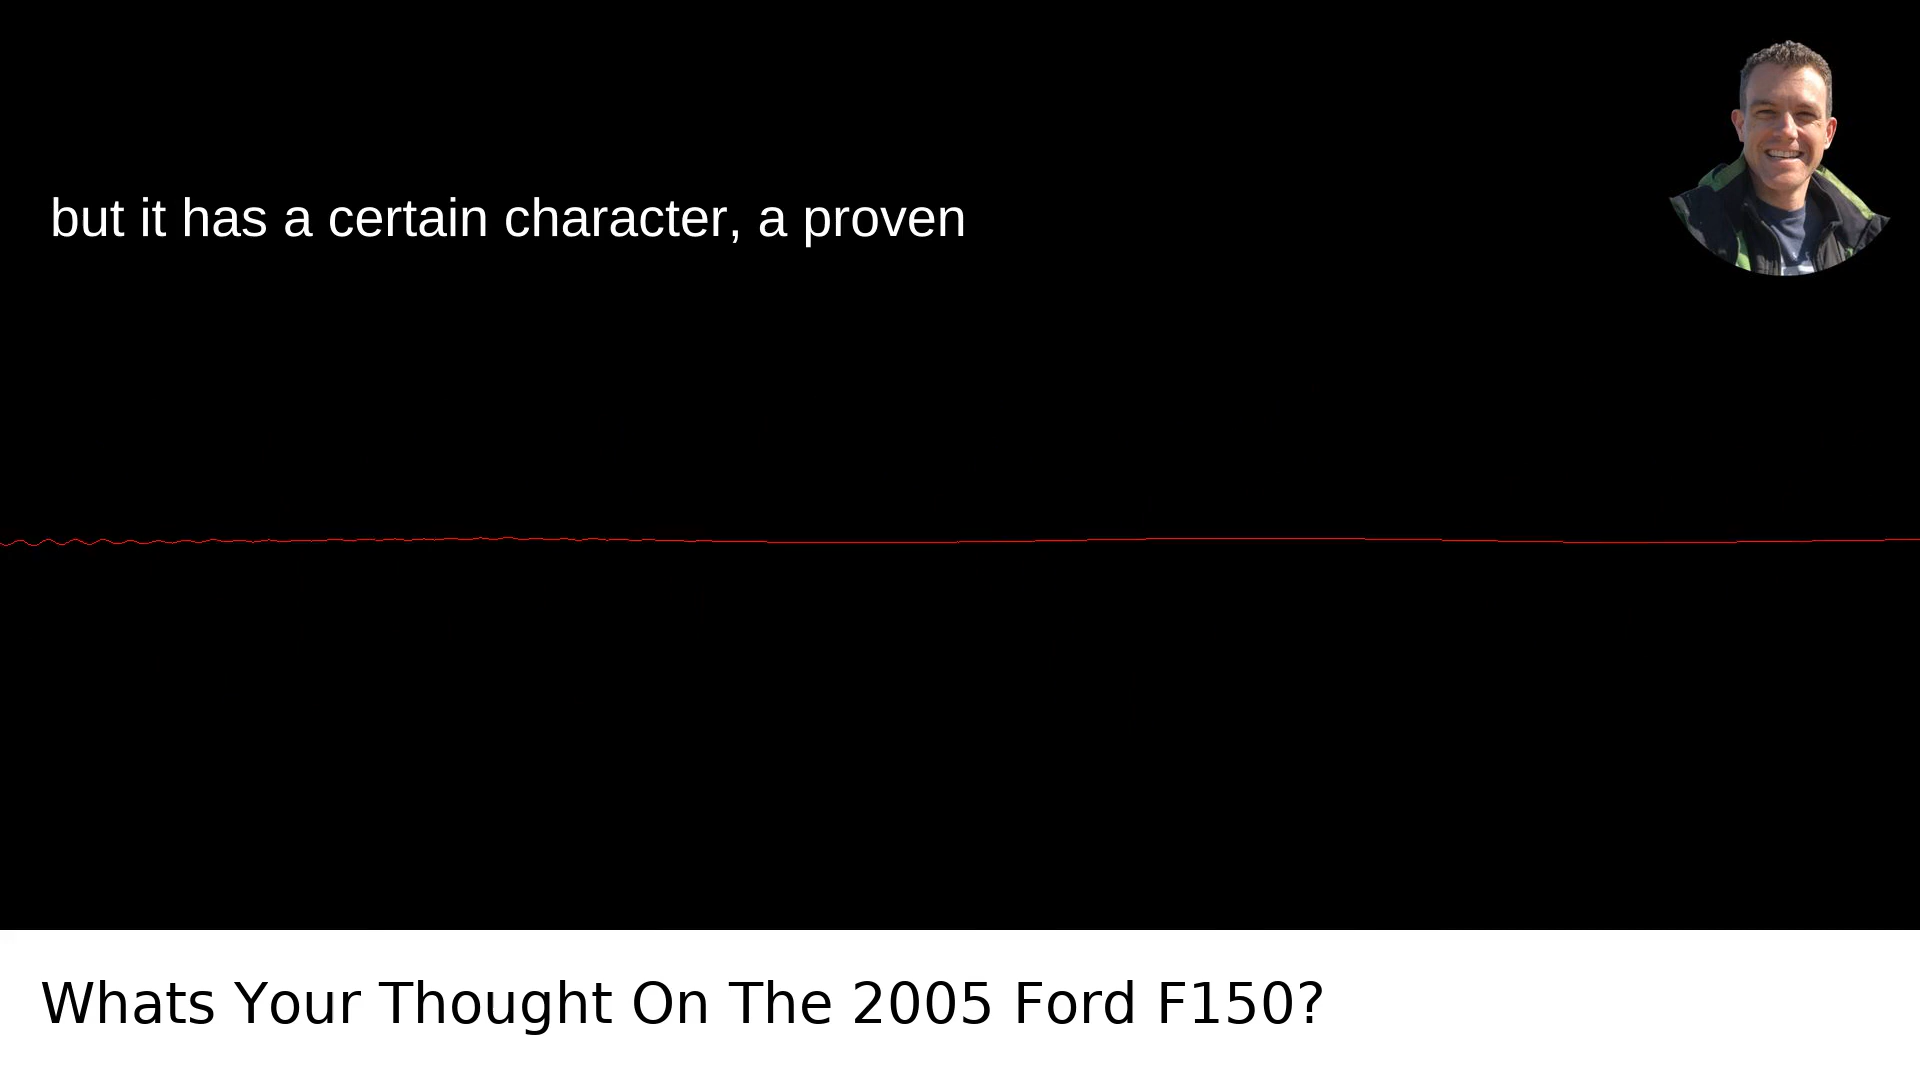 but it has a certain character, a proven
Whats Your Thought On The 2005 Ford F150?